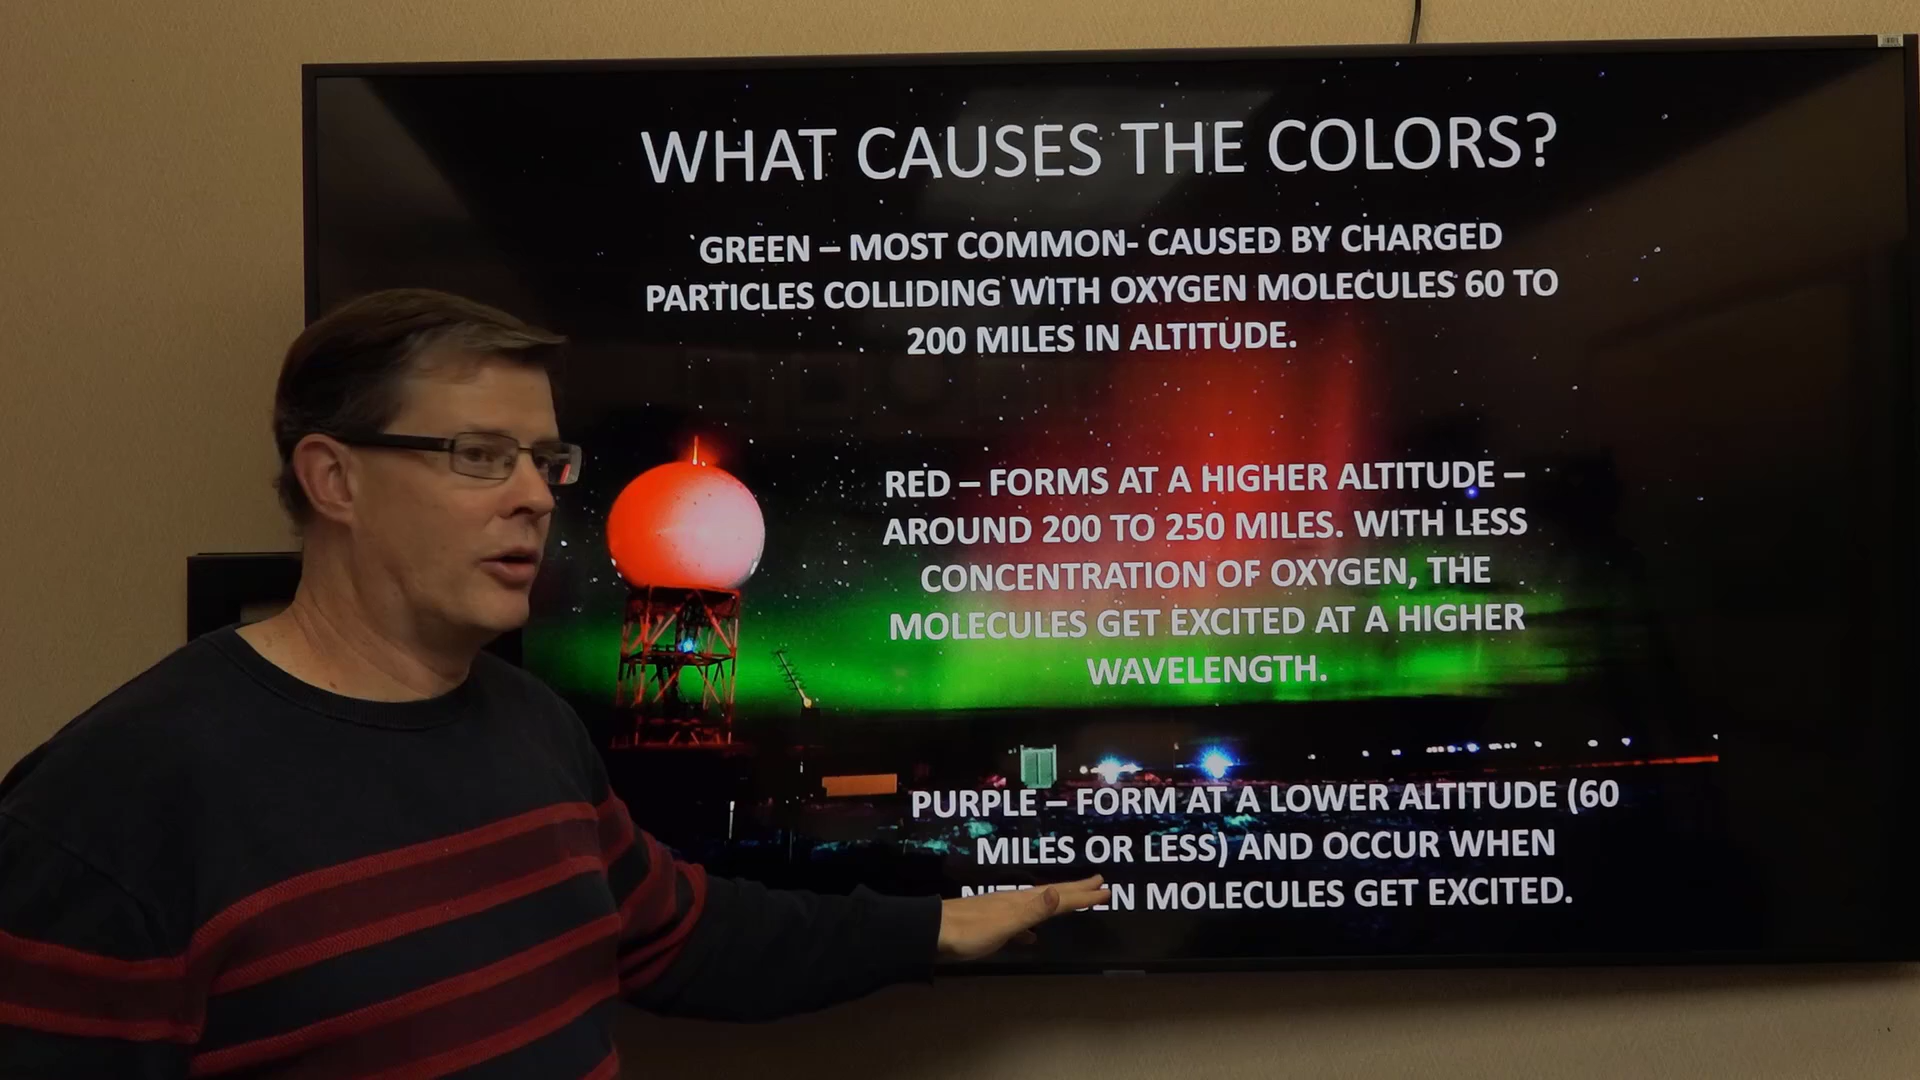 WHAT CAUSES THE COLORS?
GREEN – MOST COMMON- CAUSED BY CHARGED
PARTICLES COLLIDING WITH OXYGEN MOLECULES 60 TO
200 MILES IN ALTITUDE.
RED – FORMS AT A HIGHER ALTITUDE –
AROUND 200 TO 250 MILES. WITH LESS
CONCENTRATION OF OXYGEN, THE
MOLECULES GET EXCITED AT A HIGHER
WAVELENGTH.
PURPLE – FORM AT A LOWER ALTITUDE (60
MILES OR LESS) AND OCCUR WHEN
MOLECULES GET EXCITED.